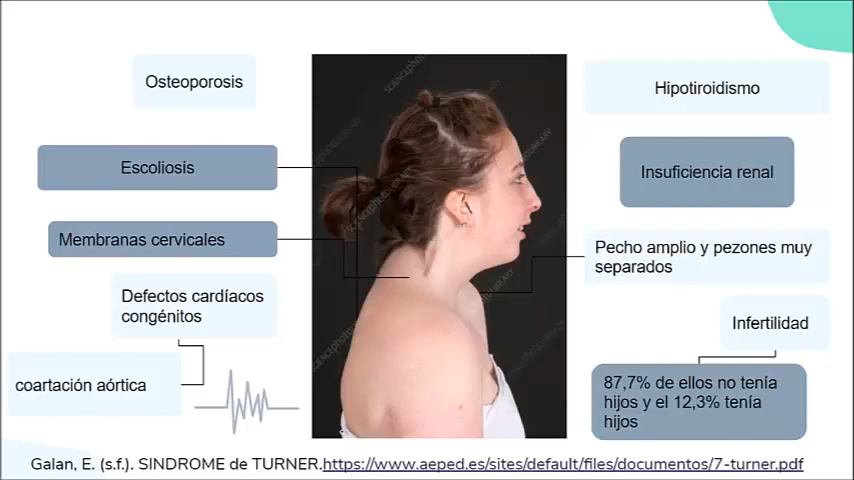 Osteoporosis
Escoliosis
Membranas cervicales
Defectos cardíacos
congénitos
coartación aórtica
Hipotiroidismo
Insuficiencia renal
Pecho amplio y pezones muy
separados
Infertilidad
87,7% de ellos no tenía
hijos y el 12,3% tenía
hijos
Galan, E. (s.f.). SINDROME de TURNER.https://www.aeped.es/sites/default/files/documentos/7-turner.pdf